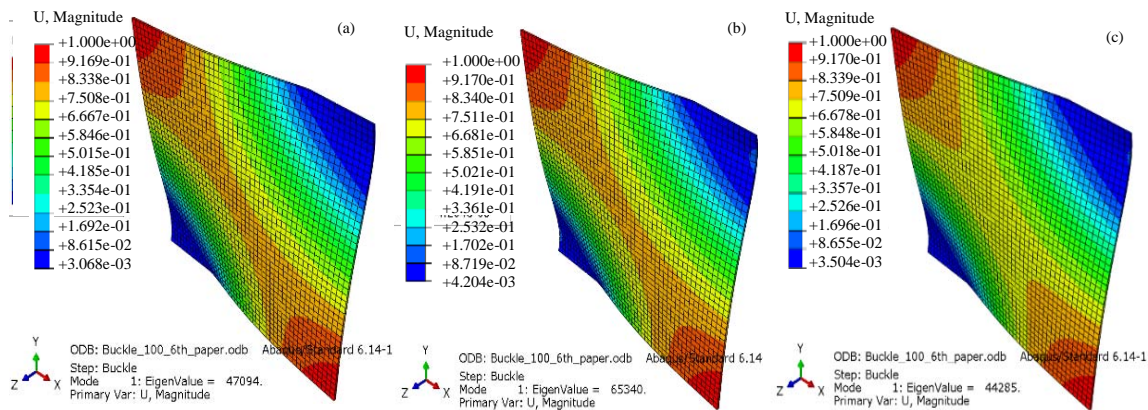 U, Magnitude
(a)
+1.000e+00
+9.169e-01
+8.338e-01
+7.508e-01
+6.667e-01
+5.846e-01
+5.015e-01
+4.185e-01
+3.354e-01
+2.523e-01
+1.692e-01
+8.615e-02
+3.068e-03
Y
Z
X
ODB: Buckle_100_6th_paper.odb Abaqus/Standard 6.14-1
Step: Buckle
Mode 1: EigenValue = 47094.
Primary Var: U, Magnitude
U, Magnitude
(b)
+1.000e+00
+9.170e-01
+8.340e-01
+7.511e-01
+6.681e-01
+5.851e-01
+5.021e-01
+4.191e-01
+3.361e-01
+2.532e-01
+1.702e-01
+8.719e-02
+4.204e-03
Y
Z
X
ODB: Buckle_100_6th_paper.odb Abaqus/Standard 6.14
Step: Buckle
Mode 1: EigenValue = 65340.
Primary Var: U, Magnitude
U, Magnitude
(c)
+1.000e+00
+9.170e-01
+8.339e-01
+7.509e-01
+6.678e-01
+5.848e-01
+5.018e-01
+4.187e-01
+3.357e-01
+2.526e-01
+1.696e-01
+8.655e-02
+3.504e-03
Y
Z
X
ODB: Buckle_100_6th_paper.odb Abaqus/Standard 6.14-1
Step: Buckle
Mode 1: EigenValue = 44285.
Primary Var: U, Magnitude